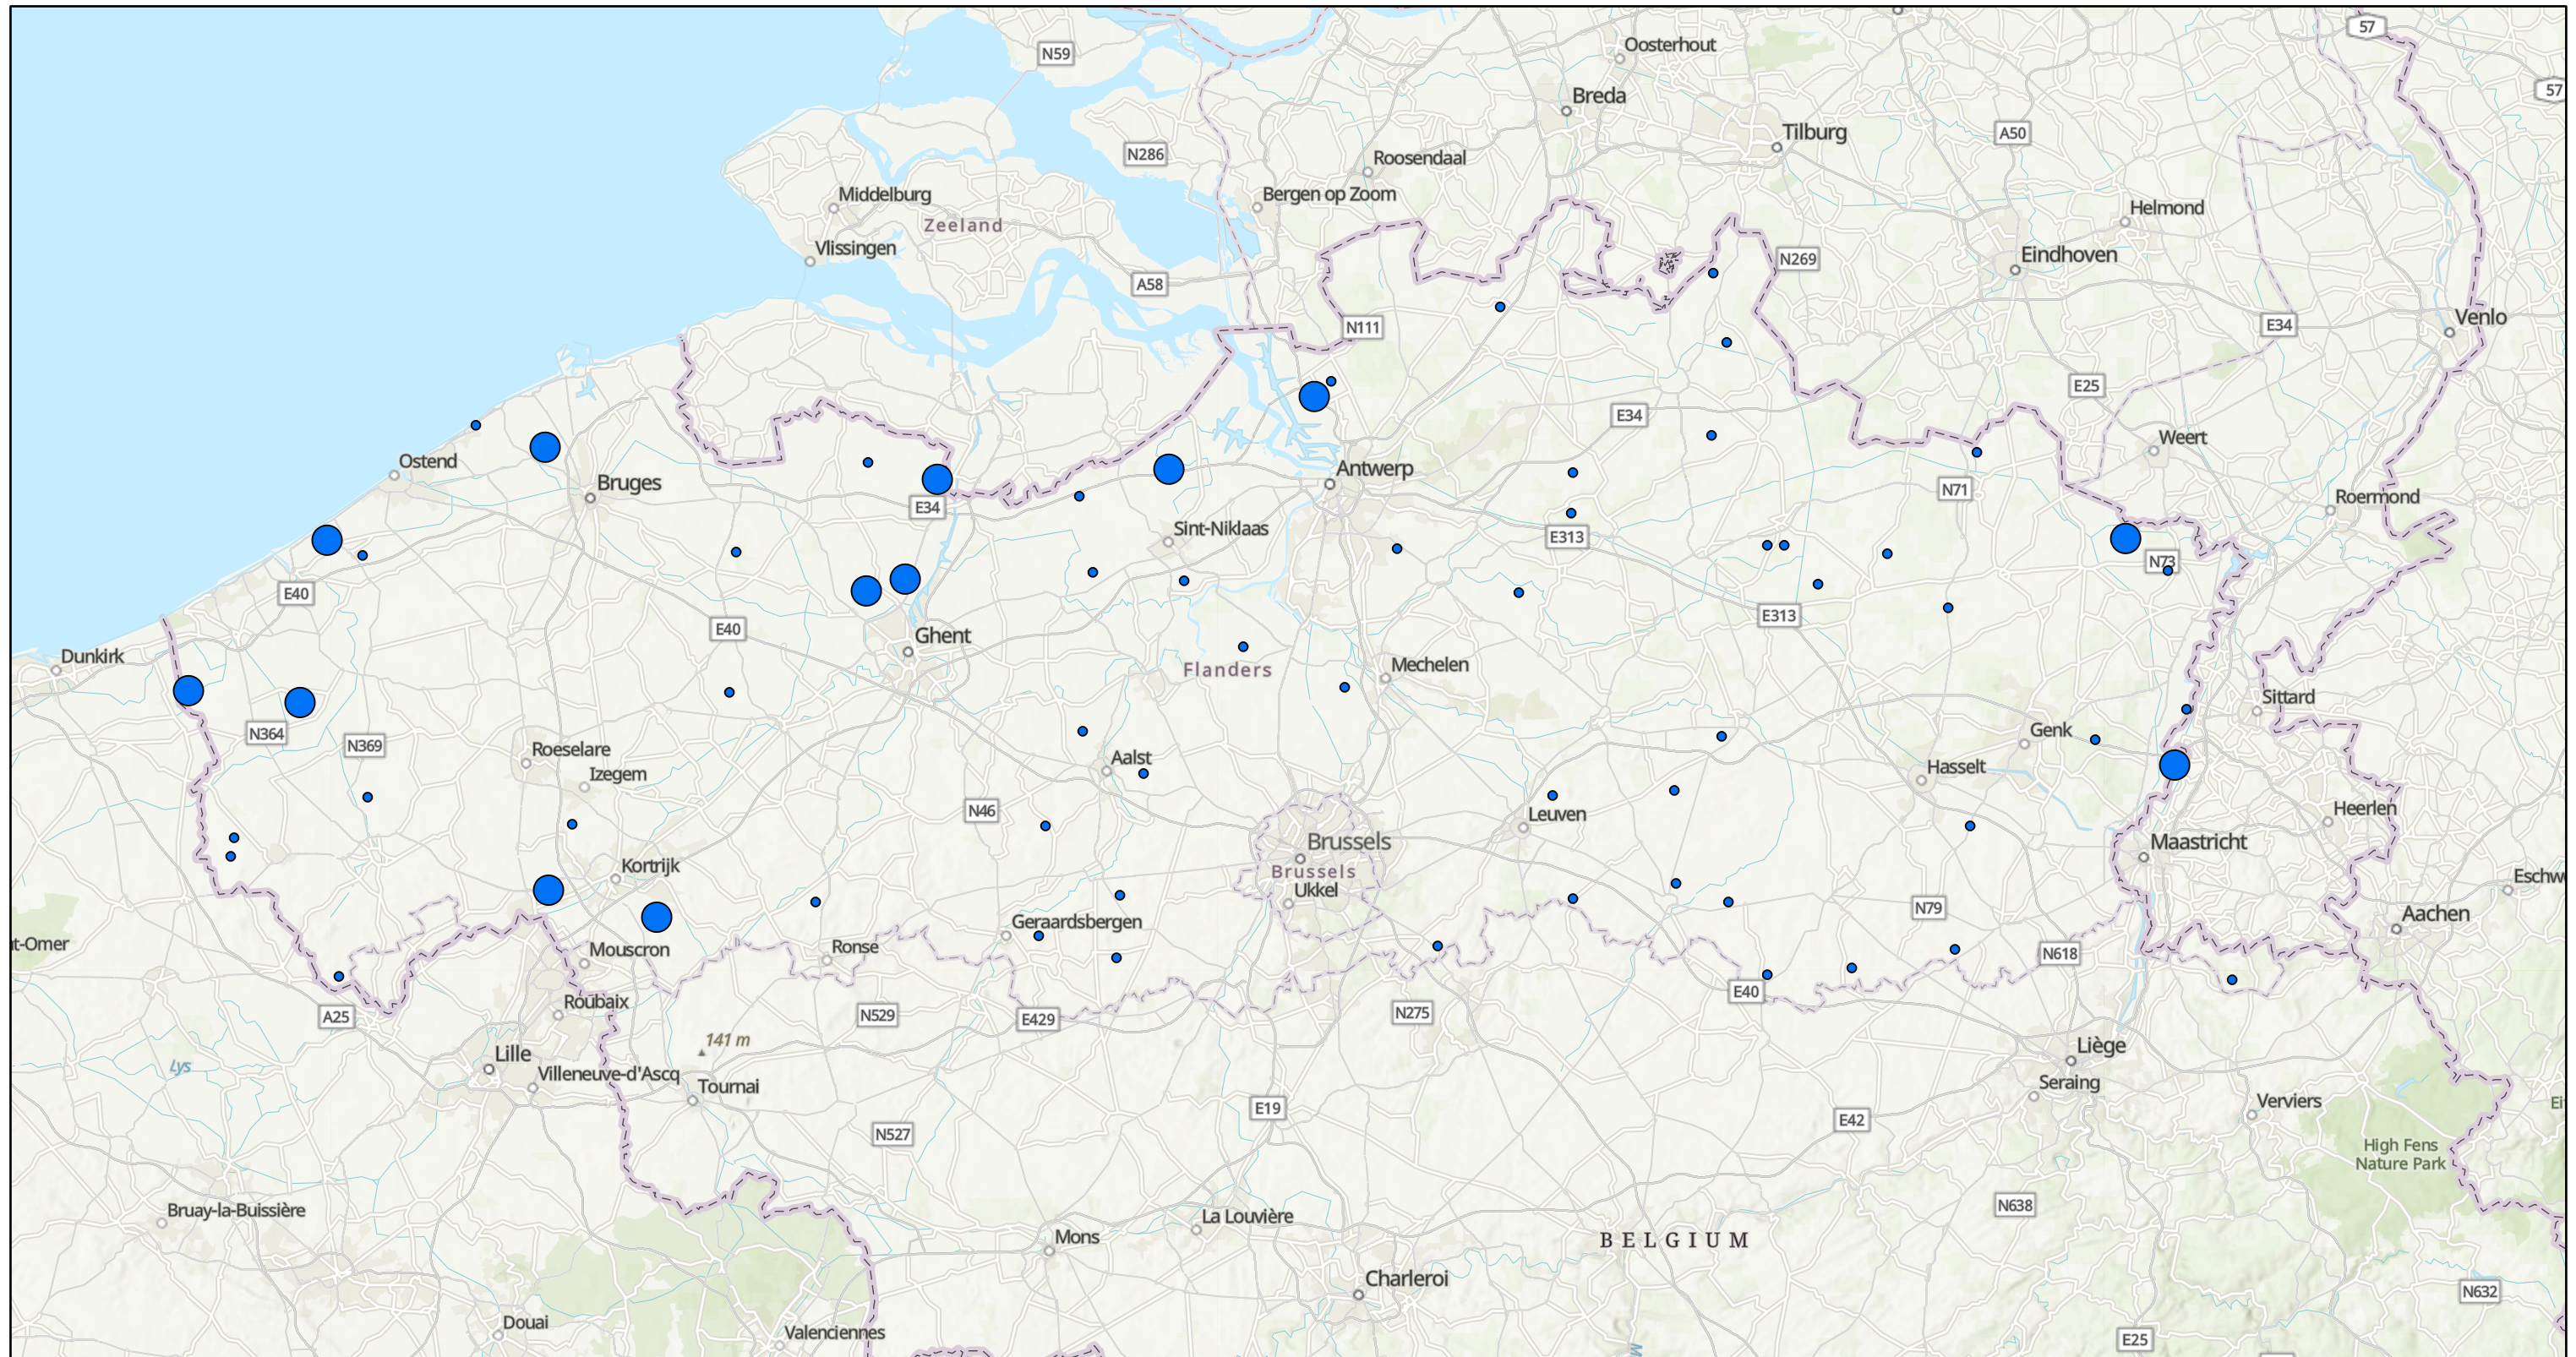 57
Oosterhout
N59
57
Breda
Tilburg
A50
N286
Roosendaal
Middelburg
Bergen op Zoom
Helmond
Zeeland
Vlissingen
Eindhoven
N269
A58
Venlo
N111
E34
E25
E34
Weert
Ostend
Antwerp
Bruges
N71
Roermond
E34
Sint-Niklaas
E313
N73
E40
E313
E40
Ghent
Dunkirk
Mechelen
Flanders
Sittard
N364
Genk
N369
Roeselare
Aalst
Izegem
Hasselt
N46
Heerlen
Leuven
Brussels
Maastricht
Kortrijk
Brussels
Eschw
Ukkel
N79
Aachen
Geraardsbergen
t-Omer
Mouscron
Ronse
N618
E40
Roubaix
A25
N529
E429
N275
141 m
Lille
Liège
Lys
Villeneuve-d'Ascq
Tournai
Seraing
Verviers
Ei
E19
E42
N527
High Fens
Nature Park
N638
Bruay-la-Buissière
La Louvière
Mons
BELGIUM
Charleroi
N632
Douai
Valenciennes
E25
M